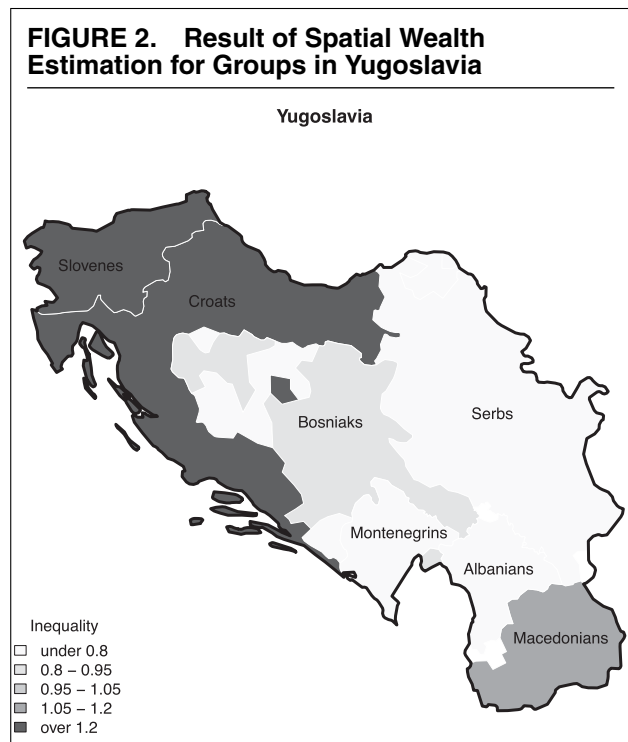 FIGURE 2. Result of Spatial Wealth
Estimation for Groups in Yugoslavia
Yugoslavia
Slovenes
Croats
Bosniaks
Serbs
Montenegrins
Albanians
Macedonians
Inequality
under 0.8
0.8 – 0.95
0.95 – 1.05
1.05 – 1.2
over 1.2